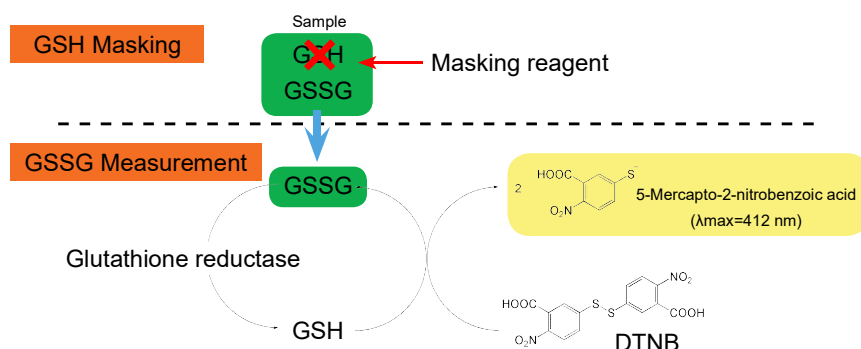 Sample
GSH Masking
GSH
Masking reagent
GSSG
GSSG Measurement
GSSG
2
HOOC
O₂N
S⁻
5-Mercapto-2-nitrobenzoic acid
(λmax=412 nm)
Glutathione reductase
GSH
HOOC
O₂N
S
S
NO₂
COOH
DTNB